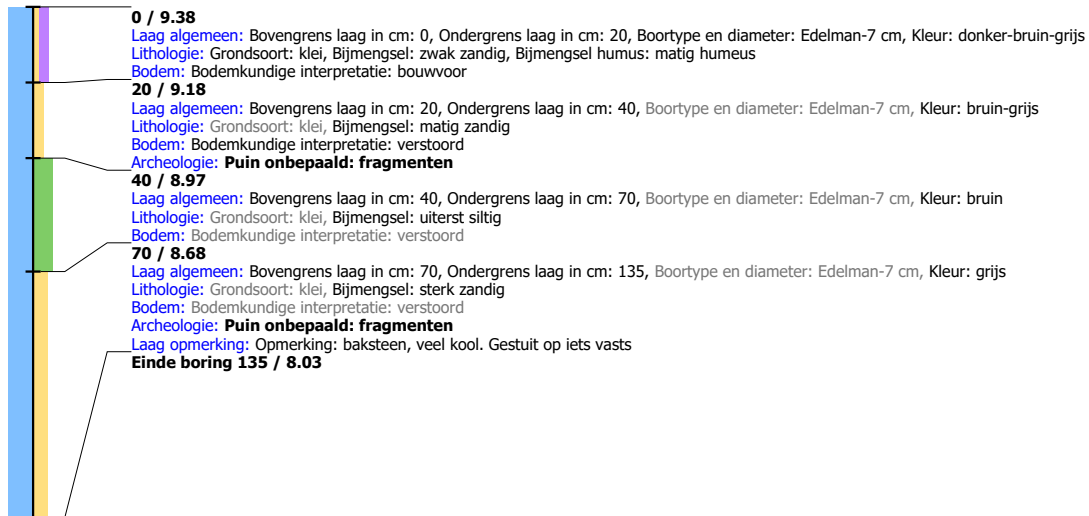 0 / 9.38
Laag algemeen: Bovengrens laag in cm: 0, Ondergrens laag in cm: 20, Boortype en diameter: Edelman-7 cm, Kleur: donker-bruin-grijs
Lithologie: Grondsoort: klei, Bijmengsel: zwak zandig, Bijmengsel humus: matig humeus
Bodem: Bodemkundige interpretatie: bouwvoor
20 / 9.18
Laag algemeen: Bovengrens laag in cm: 20, Ondergrens laag in cm: 40, Boortype en diameter: Edelman-7 cm, Kleur: bruin-grijs
Lithologie: Grondsoort: klei, Bijmengsel: matig zandig
Bodem: Bodemkundige interpretatie: verstoord
Archeologie: Puin onbepaald: fragmenten
40 / 8.97
Laag algemeen: Bovengrens laag in cm: 40, Ondergrens laag in cm: 70, Boortype en diameter: Edelman-7 cm, Kleur: bruin
Lithologie: Grondsoort: klei, Bijmengsel: uiterst siltig
Bodem: Bodemkundige interpretatie: verstoord
70 / 8.68
Laag algemeen: Bovengrens laag in cm: 70, Ondergrens laag in cm: 135, Boortype en diameter: Edelman-7 cm, Kleur: grijs
Lithologie: Grondsoort: klei, Bijmengsel: sterk zandig
Bodem: Bodemkundige interpretatie: verstoord
Archeologie: Puin onbepaald: fragmenten
Laag opmerking: Opmerking: baksteen, veel kool. Gestuit op iets vasts
Einde boring 135 / 8.03